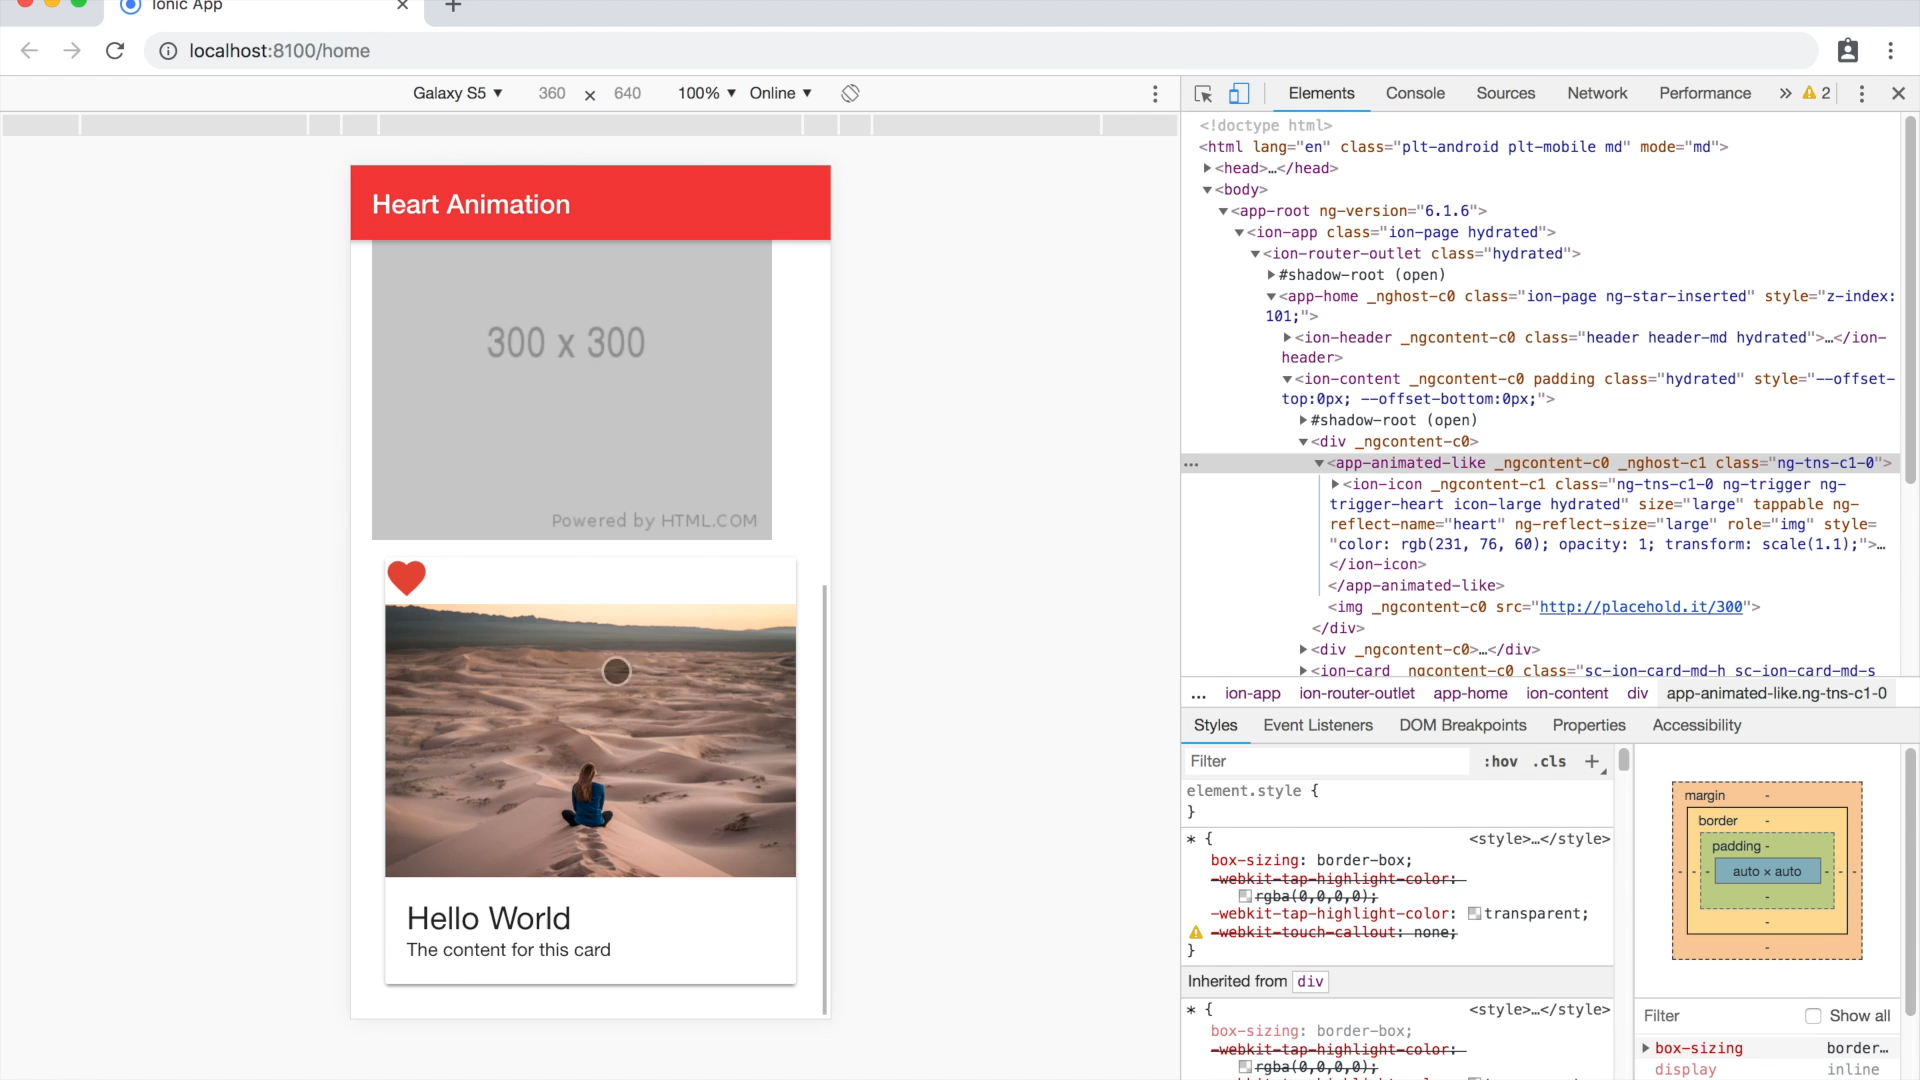 Ionic App
localhost:8100/home
Galaxy S5 ▼ 360 × 640 100% ▼ Online ▼
Heart Animation
300 x 300
Powered by HTML.COM
Hello World
The content for this card
Elements Console Sources Network Performance » 2
<!doctype html>
<html lang="en" class="plt-android plt-mobile md" mode="md">
▶<head>…</head>
▼<body>
▼<app-root ng-version="6.1.6">
▼<ion-app class="ion-page hydrated">
▼<ion-router-outlet class="hydrated">
▶#shadow-root (open)
▼<app-home _nghost-c0 class="ion-page ng-star-inserted" style="z-index:
101;">
▶<ion-header _ngcontent-c0 class="header header-md hydrated">…</ion-
header>
▼<ion-content _ngcontent-c0 padding class="hydrated" style="--offset-
top:0px; --offset-bottom:0px;">
▶#shadow-root (open)
▼<div _ngcontent-c0>
… ▼<app-animated-like _ngcontent-c0 _nghost-c1 class="ng-tns-c1-0">
▶<ion-icon _ngcontent-c1 class="ng-tns-c1-0 ng-trigger ng-
trigger-heart icon-large hydrated" size="large" tappable ng-
reflect-name="heart" ng-reflect-size="large" role="img" style=
"color: rgb(231, 76, 60); opacity: 1; transform: scale(1.1);">…
</ion-icon>
</app-animated-like>
<img _ngcontent-c0 src="http://placehold.it/300">
</div>
▶<div _ngcontent-c0>…</div>
▶<ion-card _ngcontent-c0 class="sc-ion-card-md-h sc-ion-card-md-s
… ion-app ion-router-outlet app-home ion-content div app-animated-like.ng-tns-c1-0
Styles Event Listeners DOM Breakpoints Properties Accessibility
Filter :hov .cls +
element.style {
}
* { <style>…</style>
box-sizing: border-box;
-webkit-tap-highlight-color:
rgba(0,0,0,0);
-webkit-tap-highlight-color: transparent;
-webkit-touch-callout: none;
}
Inherited from div
* { <style>…</style>
box-sizing: border-box;
-webkit-tap-highlight-color:
rgba(0,0,0,0);
margin -
border -
padding -
auto × auto
Filter Show all
▶ box-sizing border…
display inline